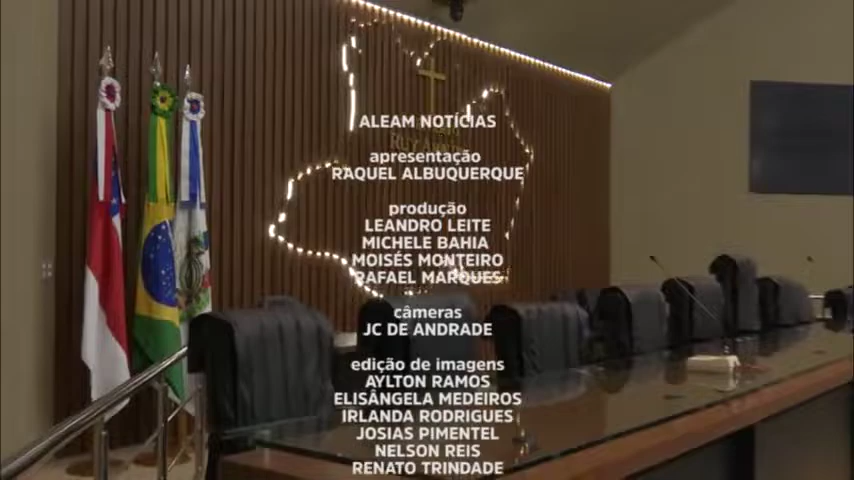 ALEAM NOTÍCIAS
apresentação
RAQUEL ALBUQUERQUE
produção
LEANDRO LEITE
MICHELE BAHIA
MOISÉS MONTEIRO
RAFAEL MARQUES
câmeras
JC DE ANDRADE
edição de imagens
AYLTON RAMOS
ELISÂNGELA MEDEIROS
IRLANDA RODRIGUES
JOSIAS PIMENTEL
NELSON REIS
RENATO TRINDADE